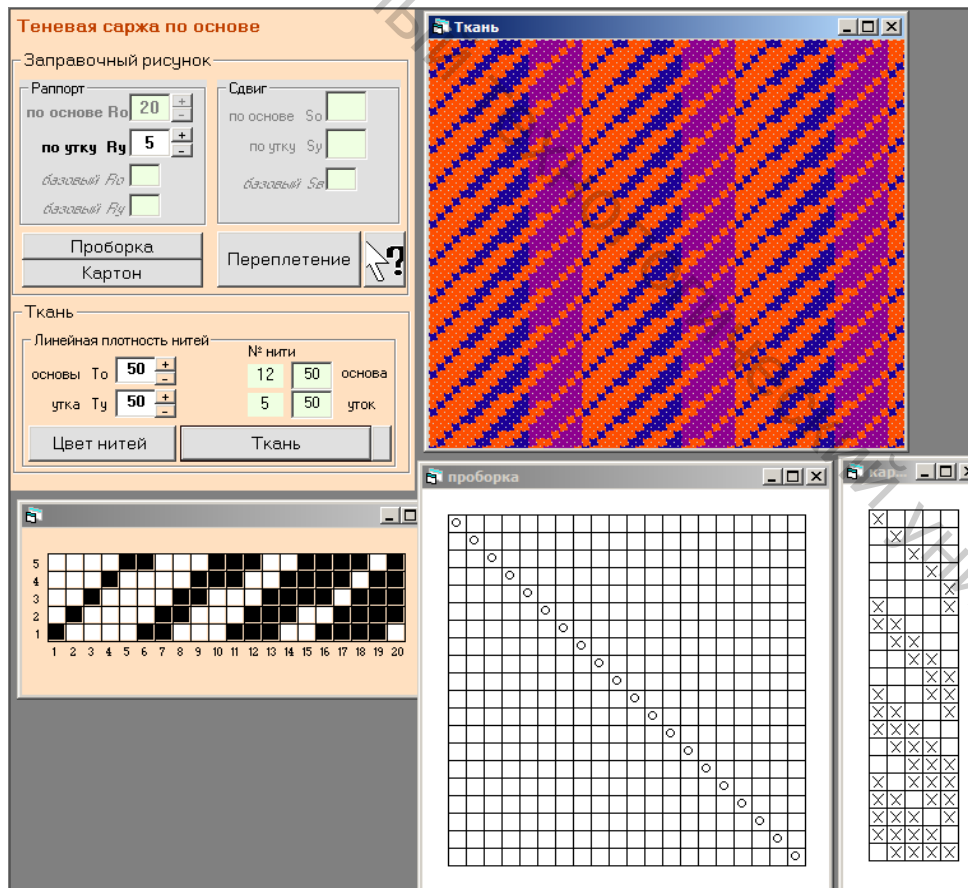 Теневая саржа по основе
Заправочный рисунок
Раппорт
по основе Ro 20 + -
по утку Ry 5 + -
базовый Ro
базовый Ry
Сдвиг
по основе So
по утку Sy
базовый Sв
Проборка
Картон
Переплетение
?
Ткань
Линейная плотность нитей
№ нити
основы To 50 + -
12 50 основа
утка Ty 50 + -
5 50 уток
Цвет нитей
Ткань
Ткань
проборка
кар...
5
4
3
2
1
1 2 3 4 5 6 7 8 9 10 11 12 13 14 15 16 17 18 19 20